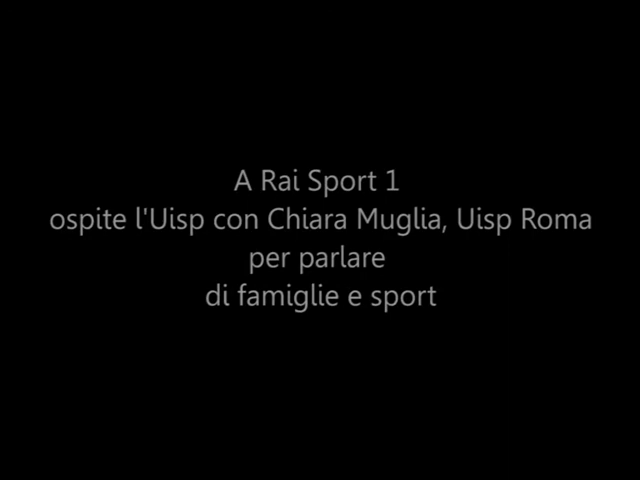 A Rai Sport 1
ospite l'Uisp con Chiara Muglia, Uisp Roma
per parlare
di famiglie e sport